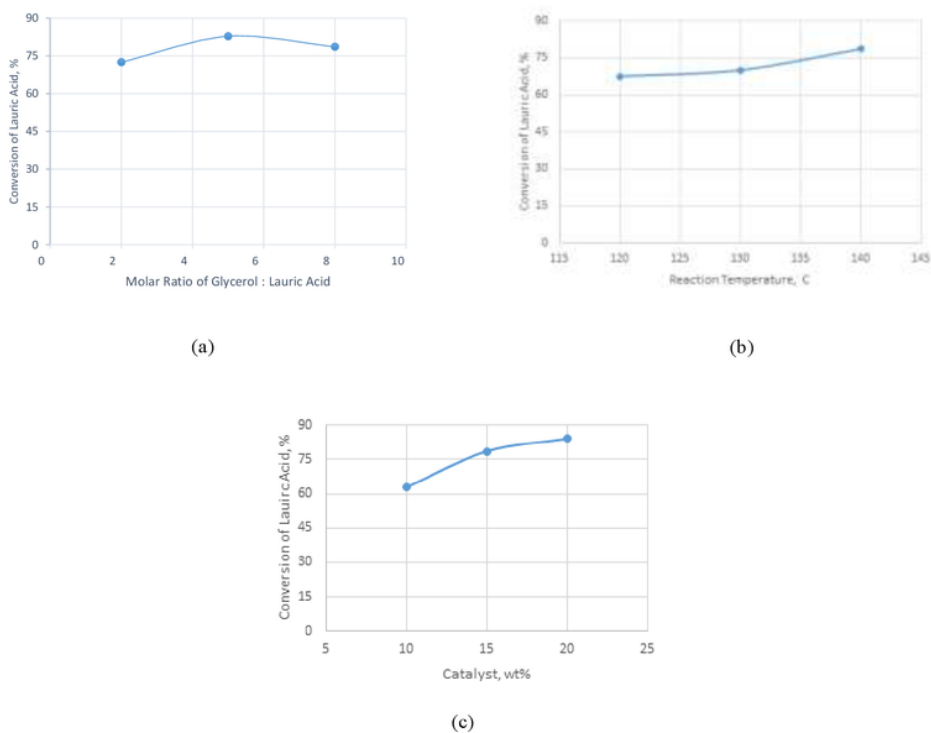 90
75
60
45
30
15
0
Conversion of Lauric Acid, %
0 2 4 6 8 10
Molar Ratio of Glycerol : Lauric Acid
(a)
90
75
60
45
30
15
0
Conversion of Lauric Acid, %
115 120 125 130 135 140 145
Reaction Temperature, C
(b)
90
75
60
45
30
15
0
Conversion of Lauirc Acid, %
5 10 15 20 25
Catalyst, wt%
(c)